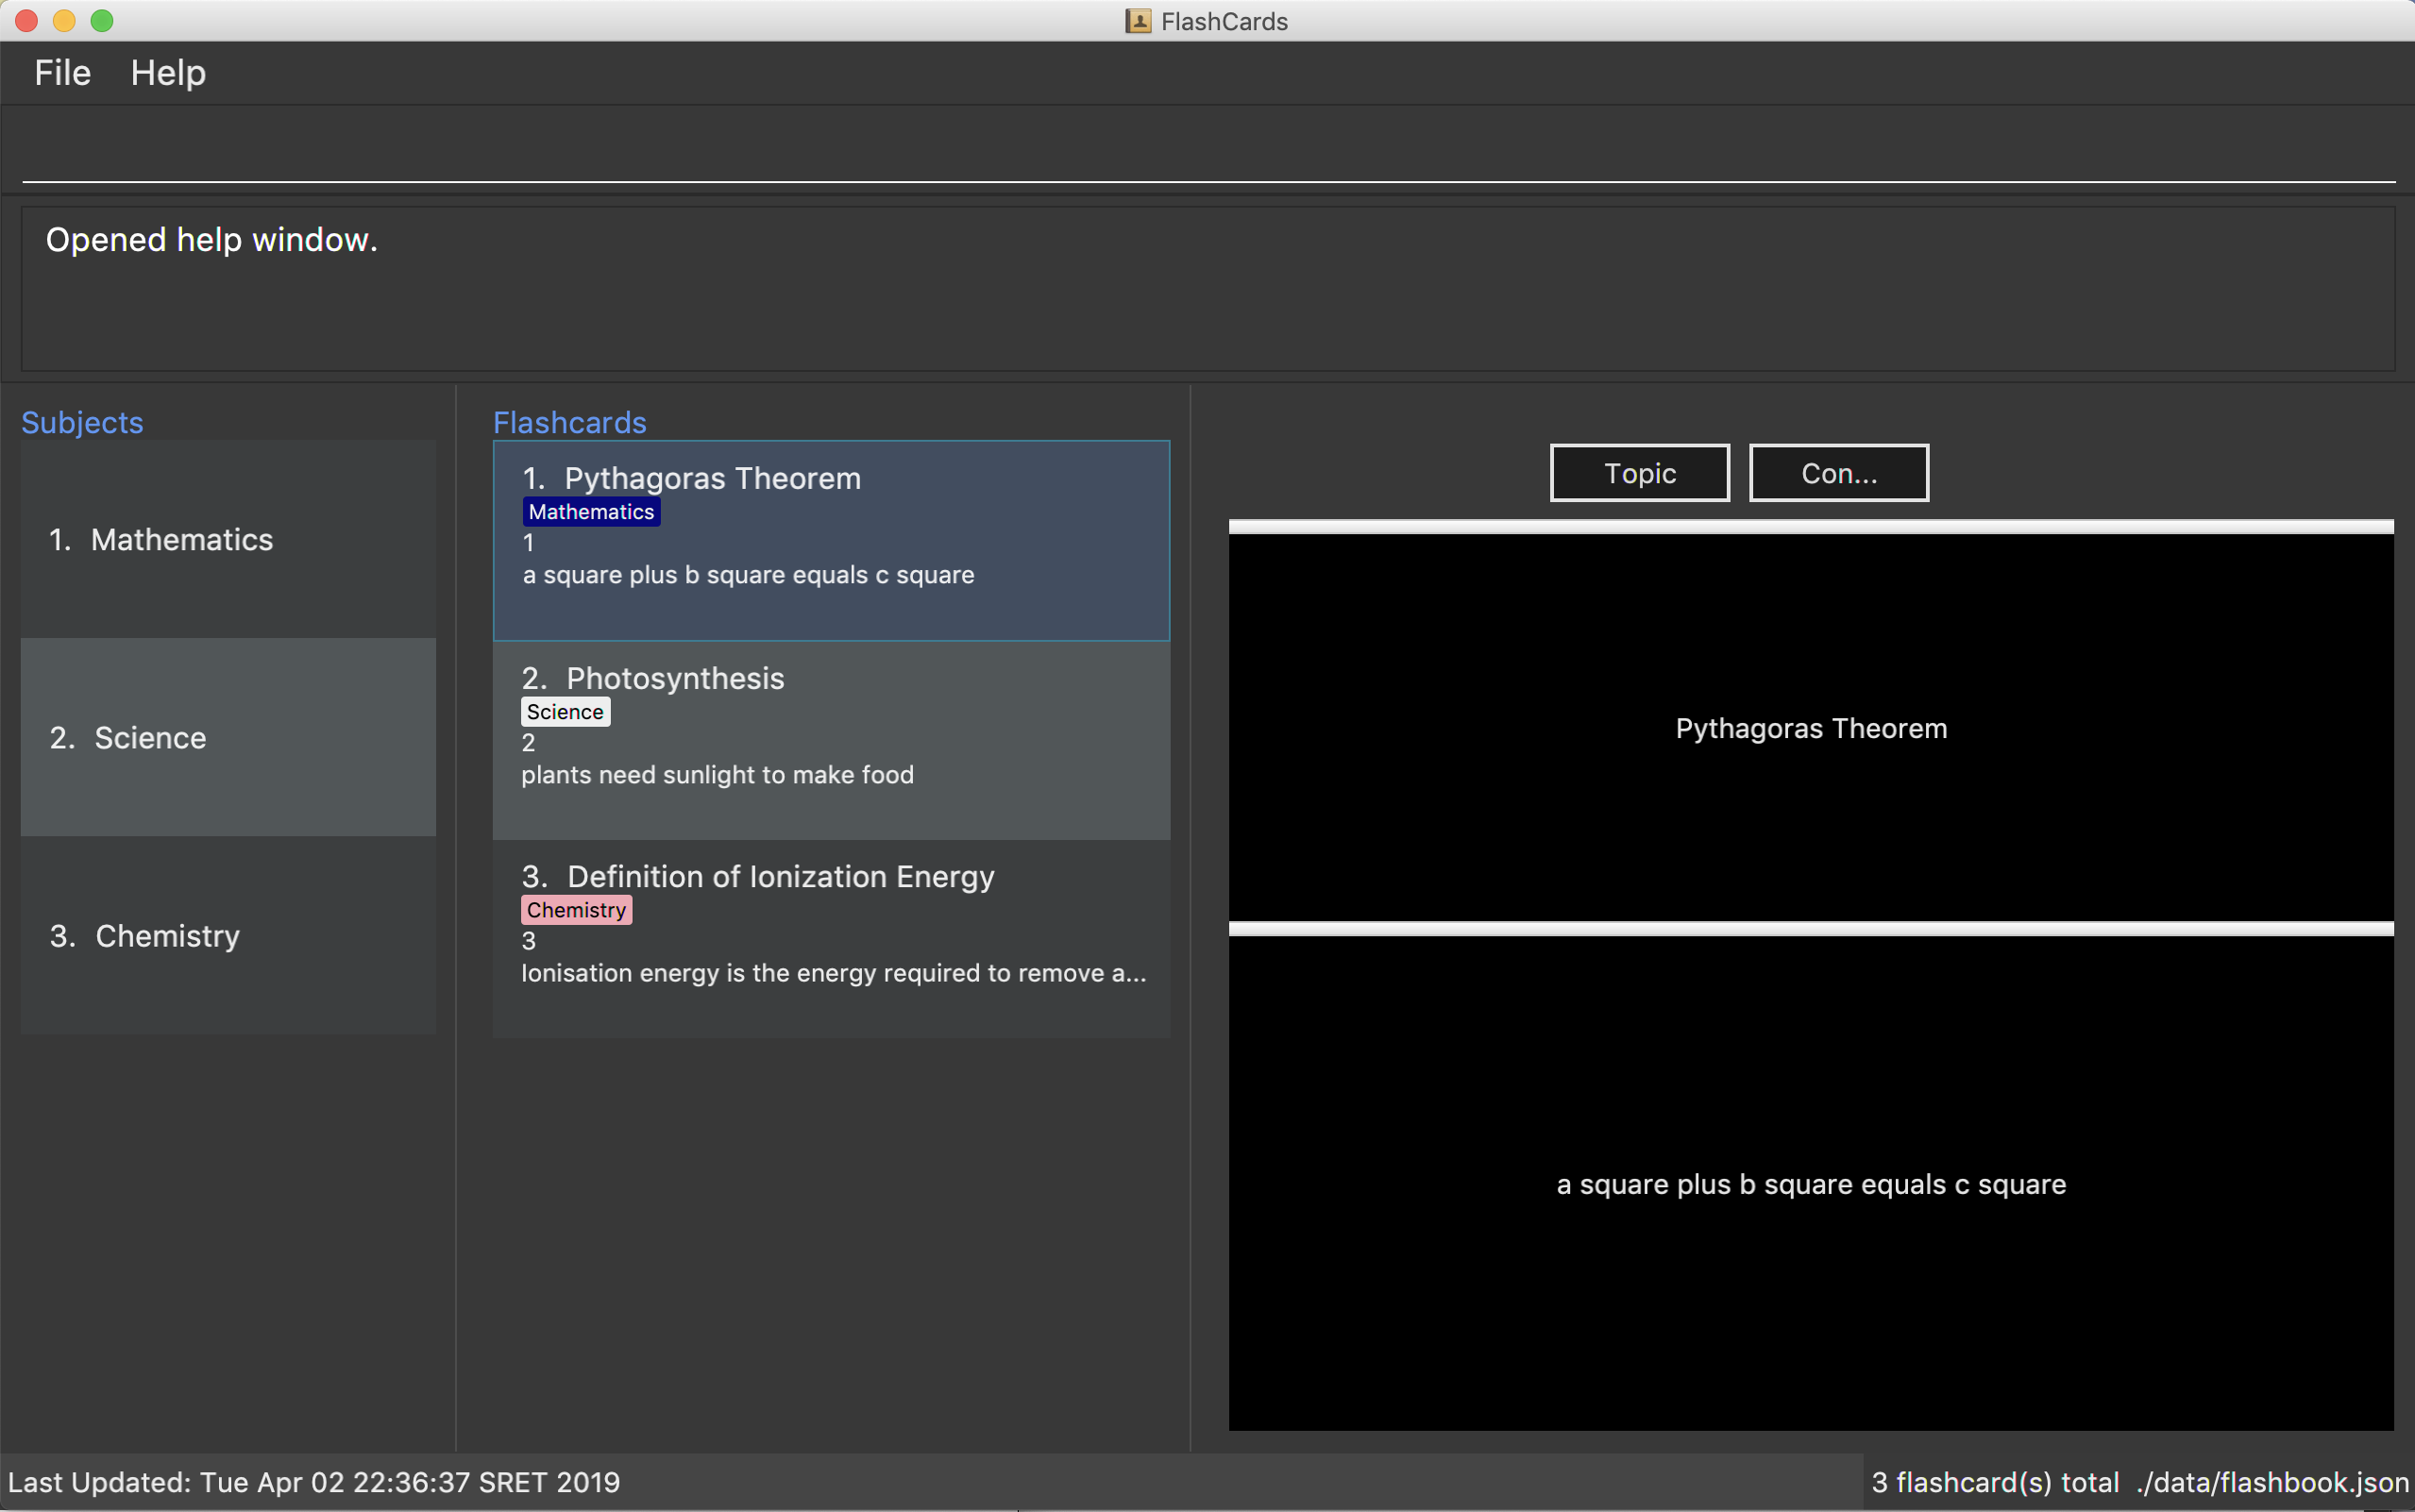 FlashCards
File Help
Opened help window.
Subjects
1. Mathematics
2. Science
3. Chemistry
Flashcards
1. Pythagoras Theorem
Mathematics
1
a square plus b square equals c square
2. Photosynthesis
Science
2
plants need sunlight to make food
3. Definition of Ionization Energy
Chemistry
3
Ionisation energy is the energy required to remove a...
Topic Con...
Pythagoras Theorem
a square plus b square equals c square
Last Updated: Tue Apr 02 22:36:37 SRET 2019
3 flashcard(s) total ./data/flashbook.json